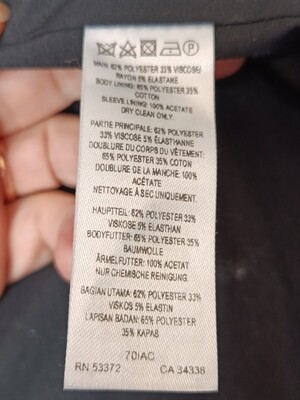 MAIN: 62% POLYESTER 33% VISCOSE/
RAYON 5% ELASTANE
BODY LINING: 65% POLYESTER 35%
COTTON
SLEEVE LINING: 100% ACETATE
DRY CLEAN ONLY
PARTIE PRINCIPALE: 62% POLYESTER
33% VISCOSE 5% ELASTHANNE
DOUBLURE DU CORPS DU VÊTEMENT:
65% POLYESTER 35% COTON
DOUBLURE DE LA MANCHE: 100%
ACÉTATE
NETTOYAGE À SEC UNIQUEMENT.
HAUPTTEIL: 62% POLYESTER 33%
VISKOSE 5% ELASTHAN
BODYFUTTER: 65% POLYESTER 35%
BAUMWOLLE
ÄRMELFUTTER: 100% ACETAT
NUR CHEMISCHE REINIGUNG.
BAGIAN UTAMA: 62% POLYESTER 33%
VISKOS 5% ELASTIN
LAPISAN BADAN: 65% POLYESTER
35% KAPAS
70IAC
RN 53372 CA 34338